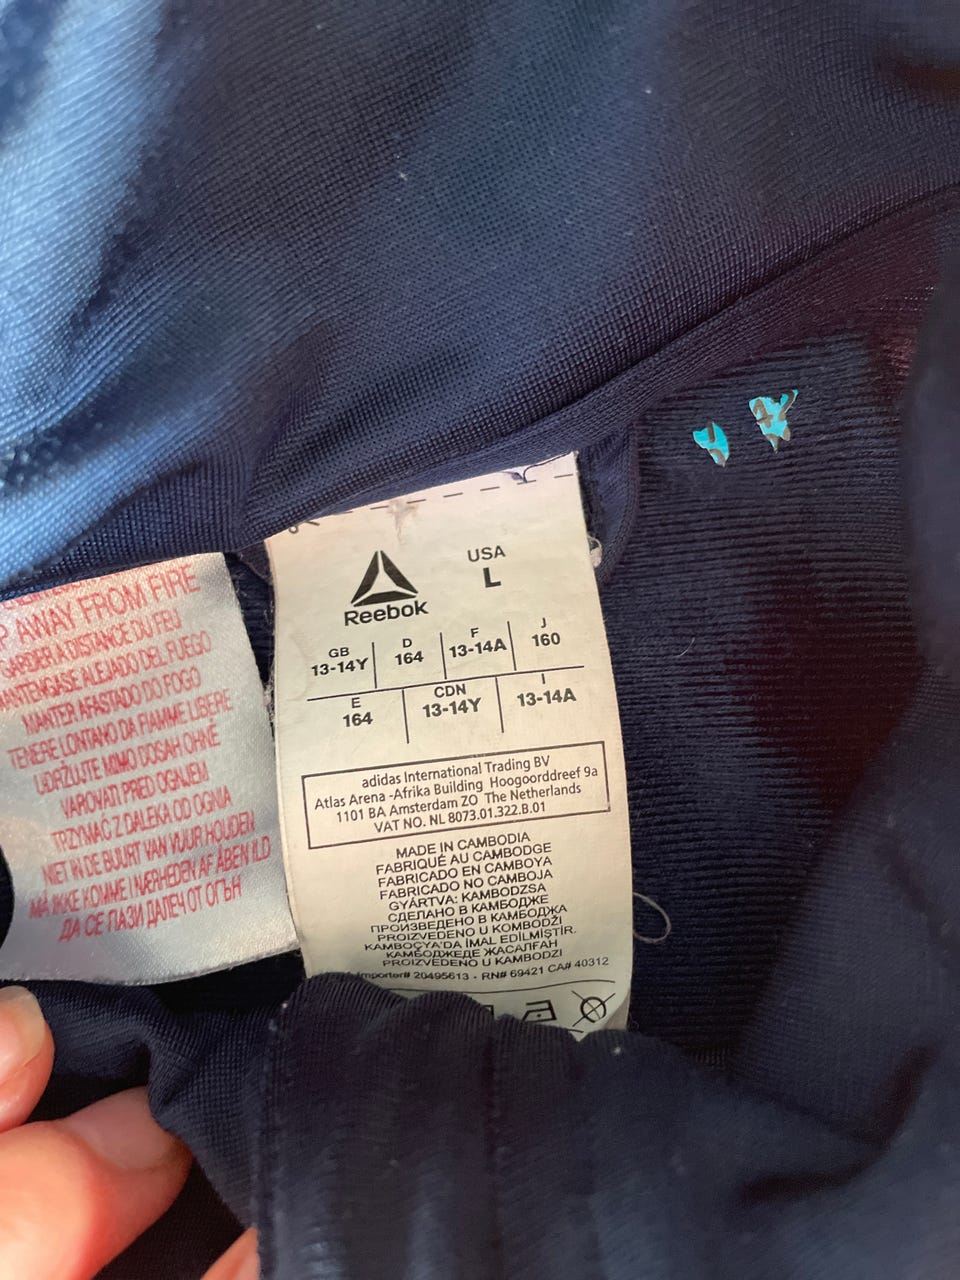 AWAY FROM FIRE
GARDER A DISTANCE DU FEU
MANTENGASE ALEJADO DEL FUEGO
MANTER AFASTADO DO FOGO
TENERE LONTANO DA FIAMME LIBERE
UDRŽUJTE MIMO DOSAH OHNĚ
VAROVATI PRED OGNJEM
TRZYMAĆ Z DALEKA OD OGNIA
NIET IN DE BUURT VAN VUUR HOUDEN
MÅ IKKE KOMME I NÆRHEDEN AF ÅBEN ILD
ДА СЕ ПАЗИ ДАЛЕЧ ОТ ОГЪН
Reebok
USA
L
GB D F J
13-14Y 164 13-14A 160
E CDN I
164 13-14Y 13-14A
adidas International Trading BV
Atlas Arena -Afrika Building Hoogoorddreef 9a
1101 BA Amsterdam ZO The Netherlands
VAT NO. NL 8073.01.322.B.01
MADE IN CAMBODIA
FABRIQUÉ AU CAMBODGE
FABRICADO EN CAMBOYA
FABRICADO NO CAMBOJA
GYÁRTVA: KAMBODZSA
СДЕЛАНО В КАМБОДЖЕ
ПРОИЗВЕДЕНО В КАМБОДЖА
PROIZVEDENO U KOMBODŽI
KAMBOÇYA'DA İMAL EDİLMİŞTİR.
КАМБОДЖЕДЕ ЖАСАЛҒАН
PROIZVEDENO U KAMBODZI
Importer# 20495613 - RN# 69421 CA# 40312